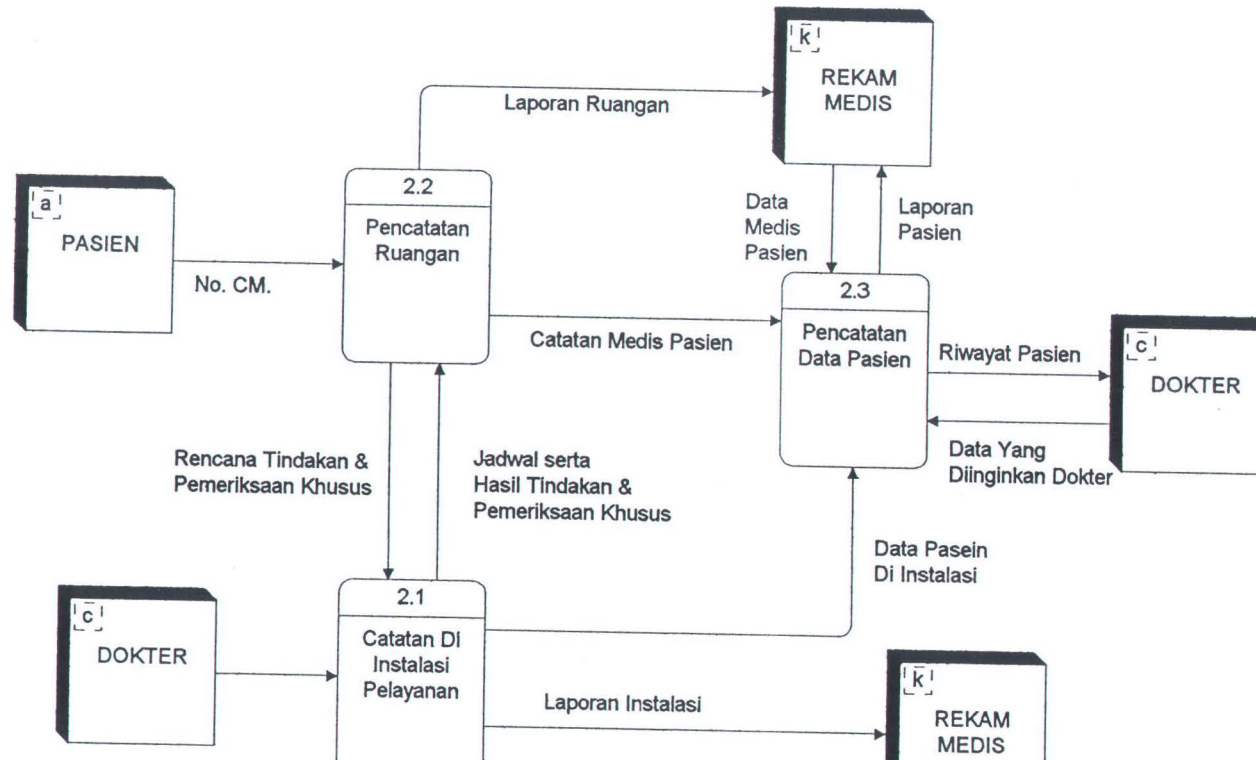 k
REKAM
MEDIS
Laporan Ruangan
2.2
Pencatatan
Ruangan
a
PASIEN
No. CM.
Data
Medis
Pasien
Laporan
Pasien
2.3
Pencatatan
Data Pasien
Catatan Medis Pasien
Riwayat Pasien
c
DOKTER
Data Yang
Diinginkan Dokter
Rencana Tindakan &
Pemeriksaan Khusus
Jadwal serta
Hasil Tindakan &
Pemeriksaan Khusus
Data Pasein
Di Instalasi
2.1
Catatan Di
Instalasi
Pelayanan
c
DOKTER
Laporan Instalasi
k
REKAM
MEDIS